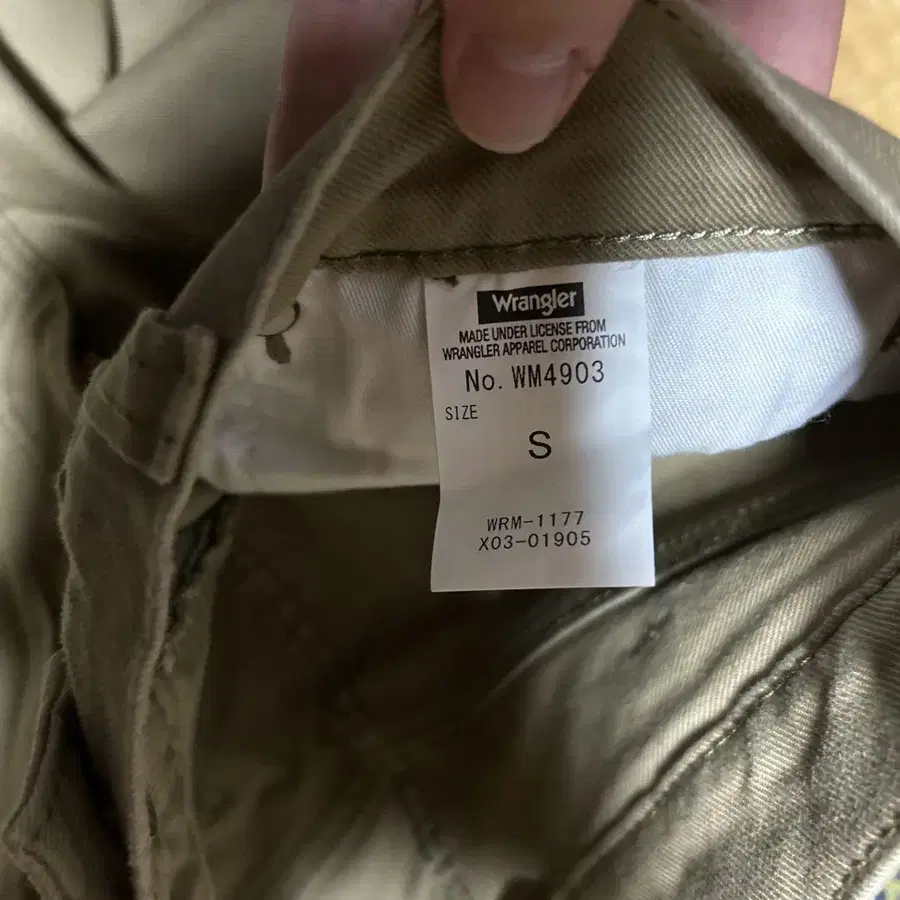 Wrangler
MADE UNDER LICENSE FROM
WRANGLER APPAREL CORPORATION
No. WM4903
SIZE
S
WRM-1177
X03-01905